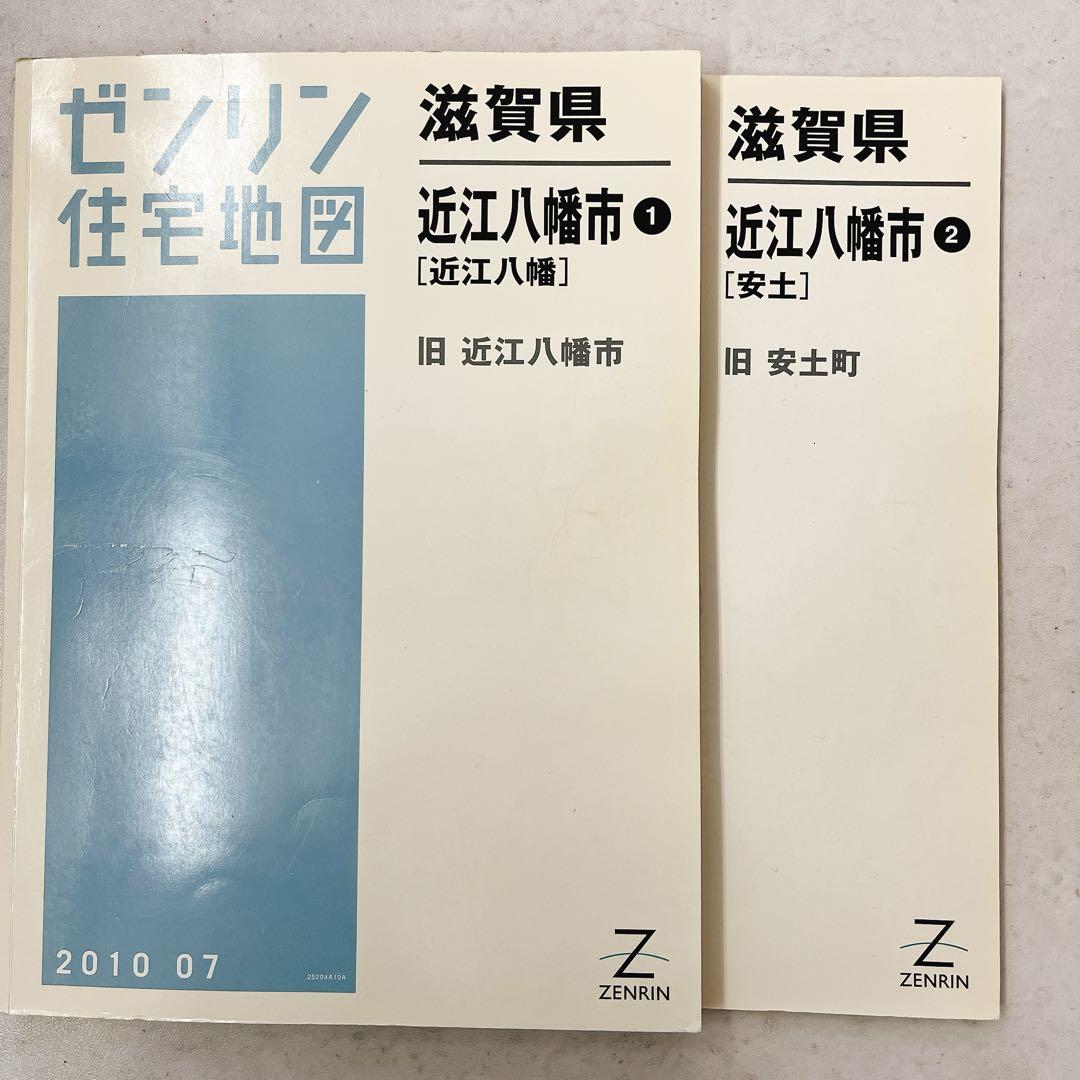 ゼンリン
住宅地図
滋賀県
近江八幡市❶
[近江八幡]
旧 近江八幡市
2010 07
25204A10A
Z
ZENRIN
滋賀県
近江八幡市❷
[安土]
旧 安土町
Z
ZENRIN